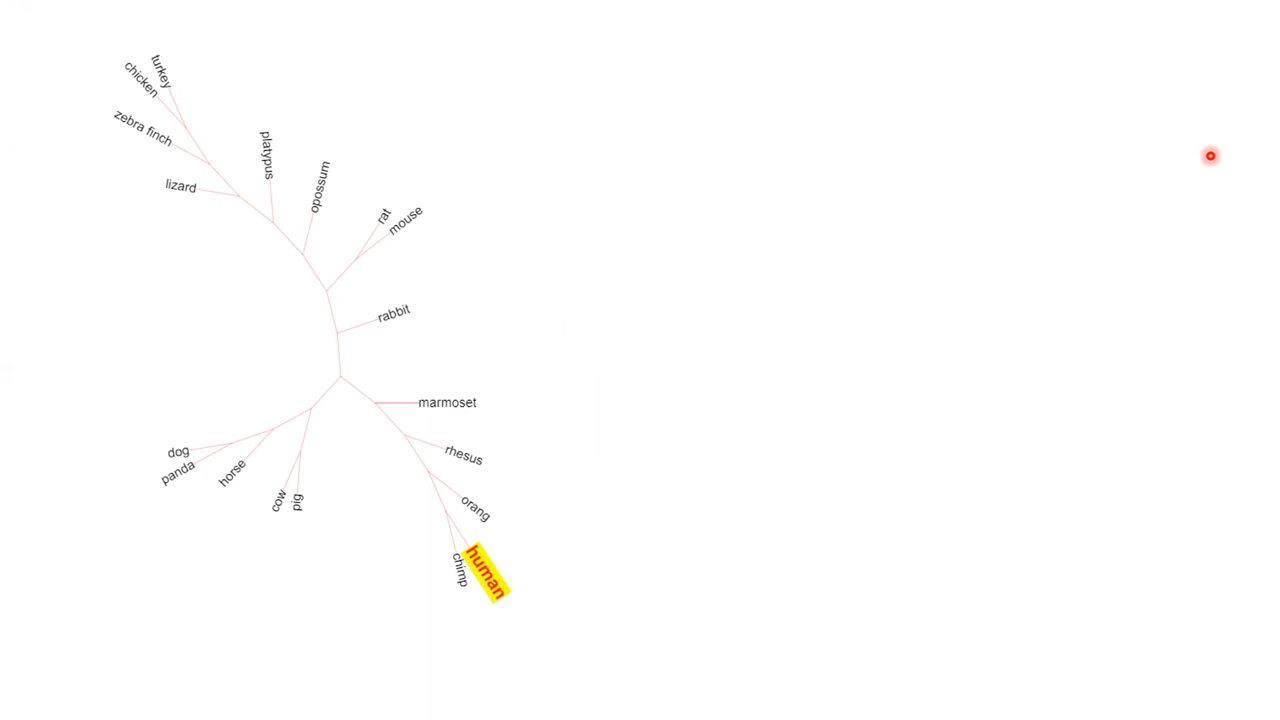 turkey
chicken
zebra finch
platypus
opossum
lizard
rat
mouse
rabbit
marmoset
dog
panda
horse
cow
pig
rhesus
orang
chimp
human